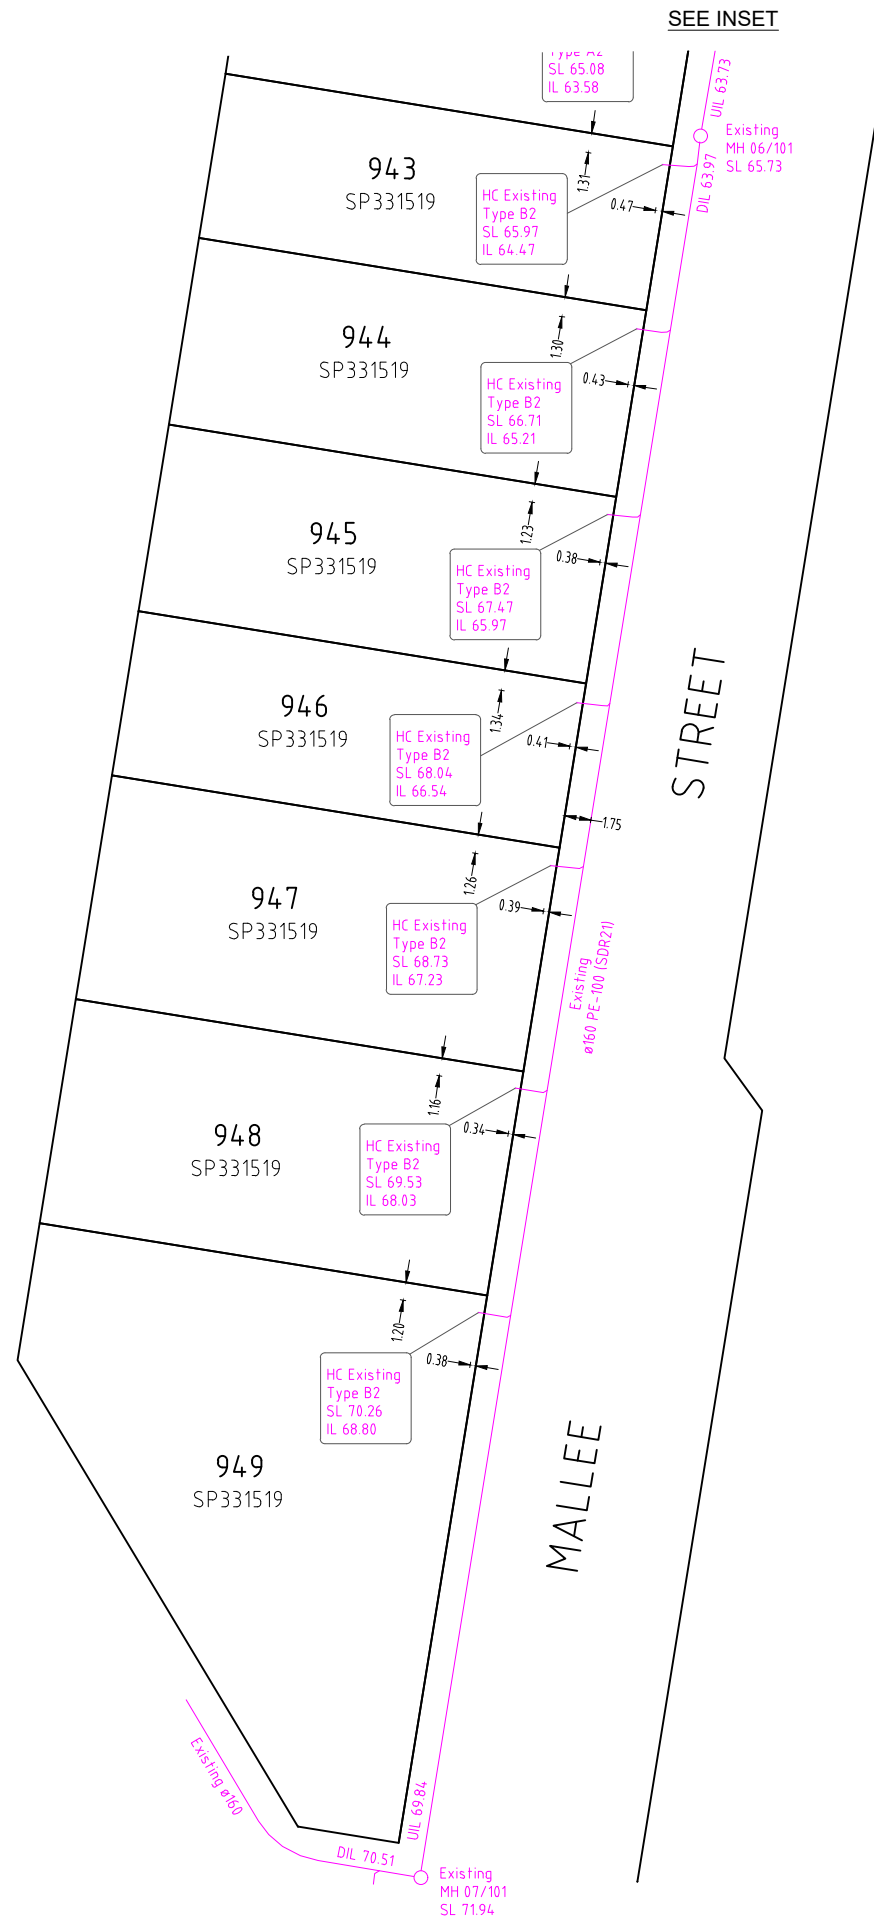 SEE INSET
Type A2
SL 65.08
IL 63.58
UIL 63.73
Existing
MH 06/101
SL 65.73
DIL 63.97
943
SP331519
1.31
HC Existing
Type B2
SL 65.97
IL 64.47
0.47
944
SP331519
1.30
HC Existing
Type B2
SL 66.71
IL 65.21
0.43
945
SP331519
1.23
HC Existing
Type B2
SL 67.47
IL 65.97
0.38
STREET
946
SP331519
1.34
HC Existing
Type B2
SL 68.04
IL 66.54
0.41
1.75
947
SP331519
1.26
HC Existing
Type B2
SL 68.73
IL 67.23
0.39
Existing
ø160 PE-100 (SDR21)
948
SP331519
1.16
HC Existing
Type B2
SL 69.53
IL 68.03
0.34
949
SP331519
1.20
HC Existing
Type B2
SL 70.26
IL 68.80
0.38
MALLEE
Existing ø160
UIL 69.84
DIL 70.51
Existing
MH 07/101
SL 71.94